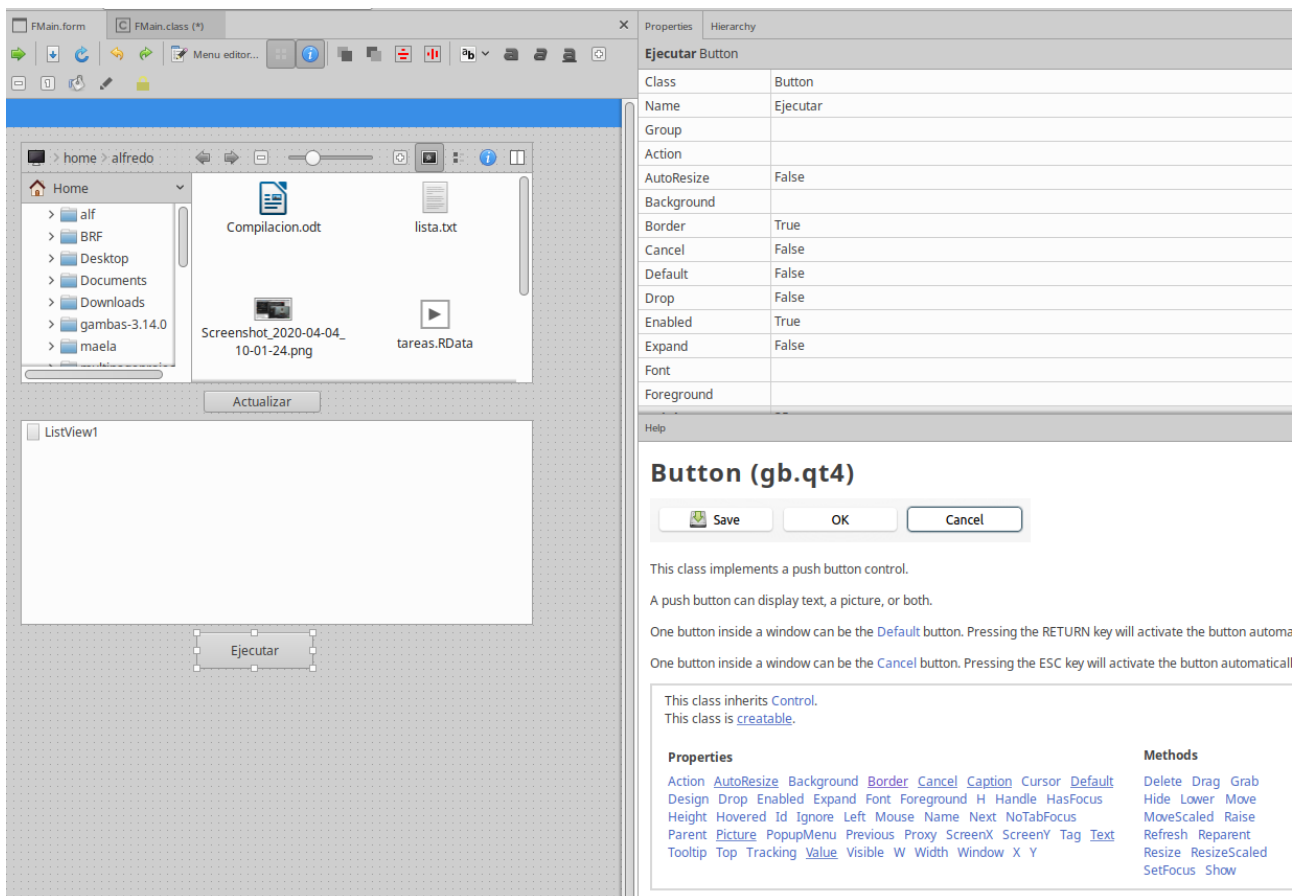 FMain.form
FMain.class (*)
Menu editor...
home
alfredo
Home
alf
BRF
Desktop
Documents
Downloads
gambas-3.14.0
maela
Compilacion.odt
lista.txt
Screenshot_2020-04-04_
10-01-24.png
tareas.RData
Actualizar
ListView1
Ejecutar
Properties Hierarchy
Ejecutar Button
Class Button
Name Ejecutar
Group
Action
AutoResize False
Background
Border True
Cancel False
Default False
Drop False
Enabled True
Expand False
Font
Foreground
Help
Button (gb.qt4)
Save OK Cancel
This class implements a push button control.
A push button can display text, a picture, or both.
One button inside a window can be the Default button. Pressing the RETURN key will activate the button automa
One button inside a window can be the Cancel button. Pressing the ESC key will activate the button automaticall
This class inherits Control.
This class is creatable.
Properties
Action AutoResize Background Border Cancel Caption Cursor Default
Design Drop Enabled Expand Font Foreground H Handle HasFocus
Height Hovered Id Ignore Left Mouse Name Next NoTabFocus
Parent Picture PopupMenu Previous Proxy ScreenX ScreenY Tag Text
Tooltip Top Tracking Value Visible W Width Window X Y
Methods
Delete Drag Grab
Hide Lower Move
MoveScaled Raise
Refresh Reparent
Resize ResizeScaled
SetFocus Show